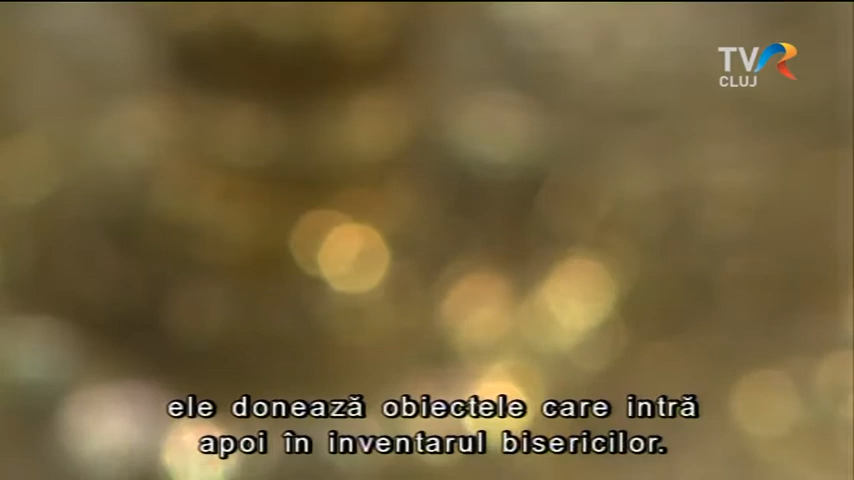 TVR
CLUJ
ele donează obiectele care intră
apoi în inventarul bisericilor.